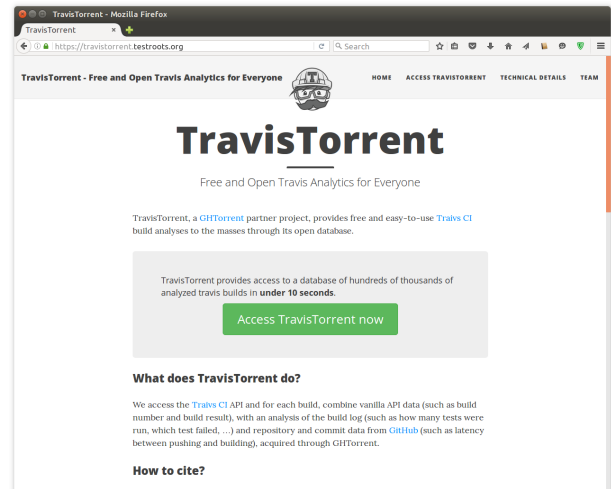 TravisTorrent - Mozilla Firefox
TravisTorrent
https://travistorrent.testroots.org
Search
TravisTorrent - Free and Open Travis Analytics for Everyone
HOME ACCESS TRAVISTORRENT TECHNICAL DETAILS TEAM
TravisTorrent
Free and Open Travis Analytics for Everyone
TravisTorrent, a GHTorrent partner project, provides free and easy-to-use Traivs CI
build analyses to the masses through its open database.
TravisTorrent provides access to a database of hundreds of thousands of
analyzed travis builds in under 10 seconds.
Access TravisTorrent now
What does TravisTorrent do?
We access the Traivs CI API and for each build, combine vanilla API data (such as build
number and build result), with an analysis of the build log (such as how many tests were
run, which test failed, ...) and repository and commit data from GitHub (such as latency
between pushing and building), acquired through GHTorrent.
How to cite?